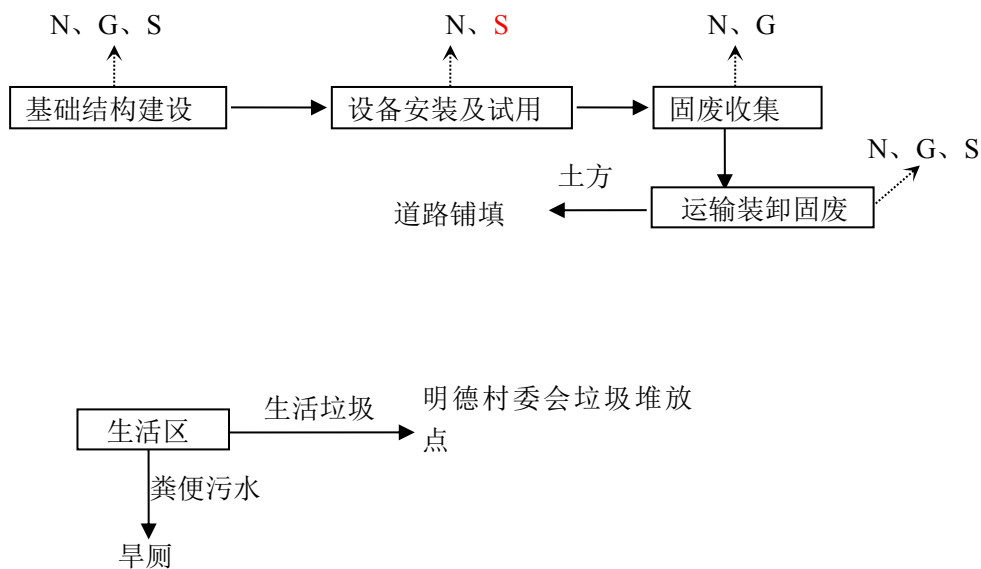 N、G、S
N、S
N、G
基础结构建设
设备安装及试用
固废收集
N、G、S
土方
运输装卸固废
道路铺填
生活垃圾
明德村委会垃圾堆放
点
生活区
粪便污水
旱厕